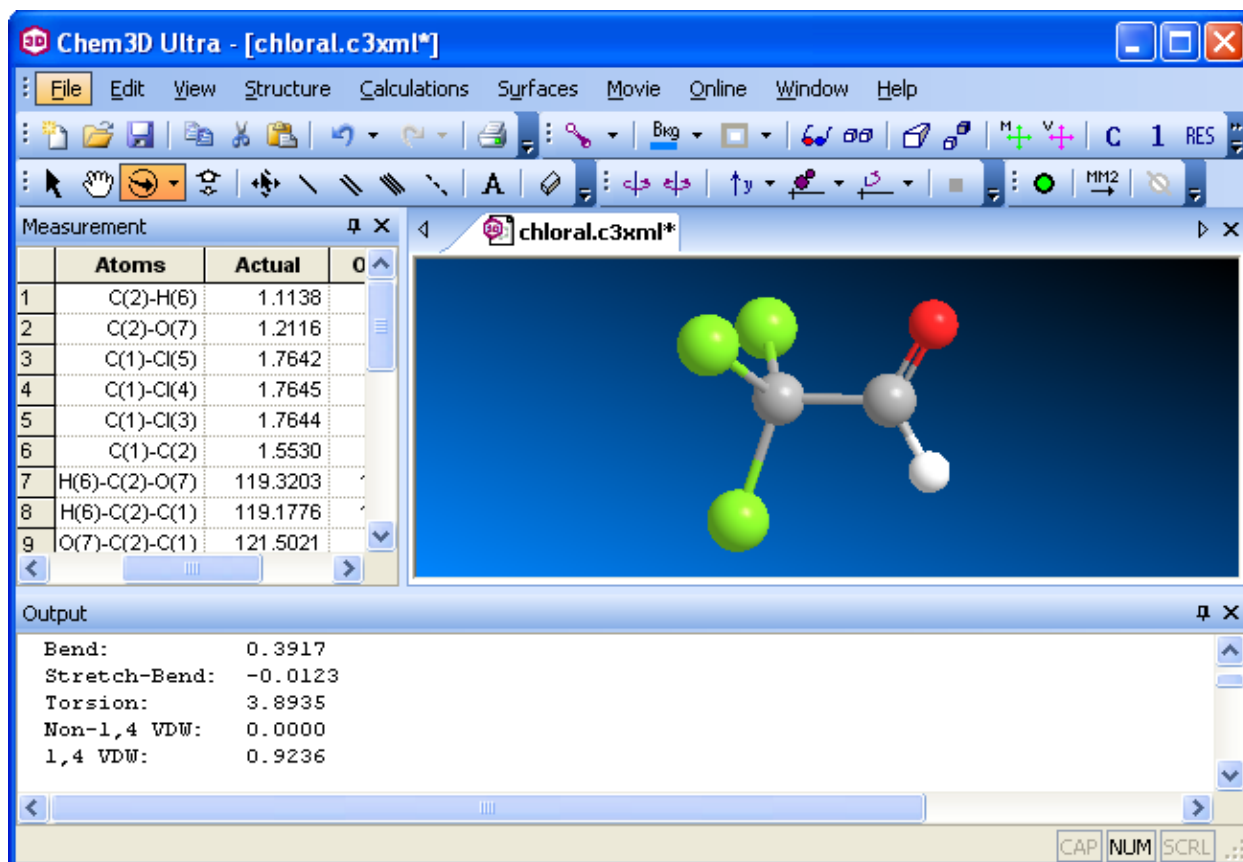 3D Chem3D Ultra - [chloral.c3xml*]
File Edit View Structure Calculations Surfaces Movie Online Window Help
Bkg M V C 1 RES
A y MM2
Measurement
chloral.c3xml*
Atoms Actual O
1 C(2)-H(6) 1.1138
2 C(2)-O(7) 1.2116
3 C(1)-Cl(5) 1.7642
4 C(1)-Cl(4) 1.7645
5 C(1)-Cl(3) 1.7644
6 C(1)-C(2) 1.5530
7 H(6)-C(2)-O(7) 119.3203
8 H(6)-C(2)-C(1) 119.1776
9 O(7)-C(2)-C(1) 121.5021
Output
Bend: 0.3917
Stretch-Bend: -0.0123
Torsion: 3.8935
Non-1,4 VDW: 0.0000
1,4 VDW: 0.9236
CAP NUM SCRL